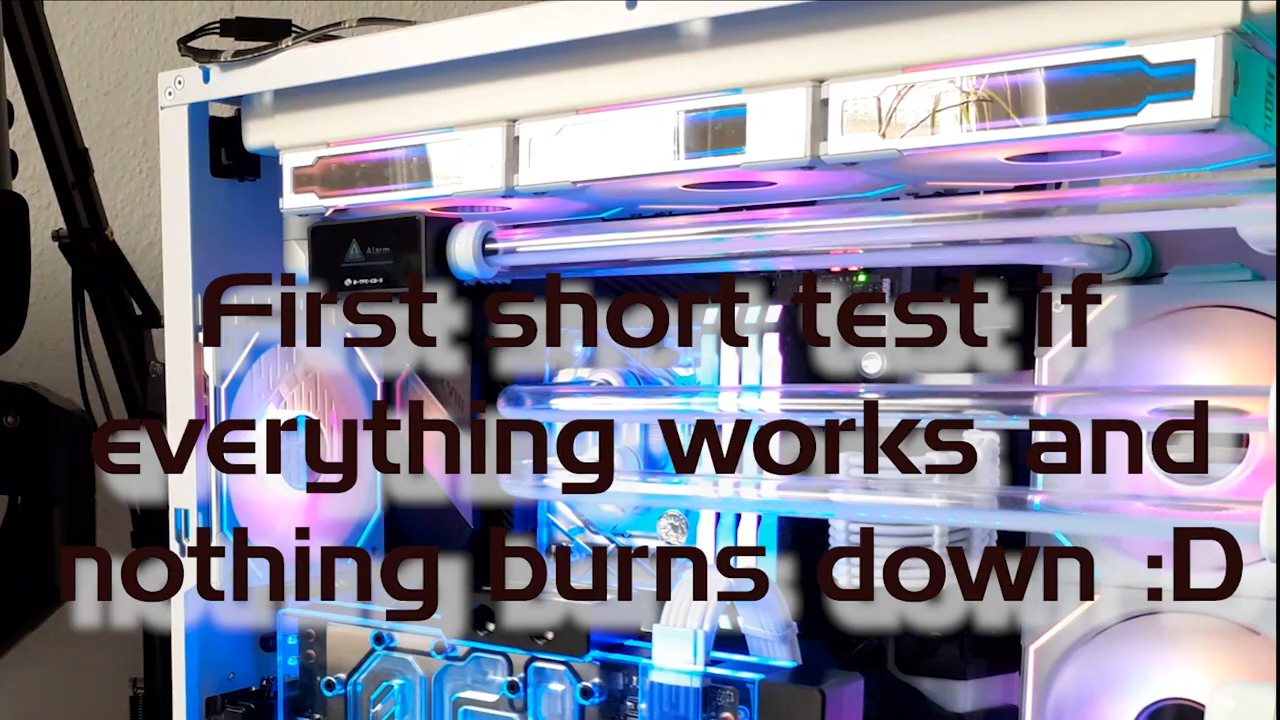 Alarm
First short test if
everything works and
nothing burns down :D